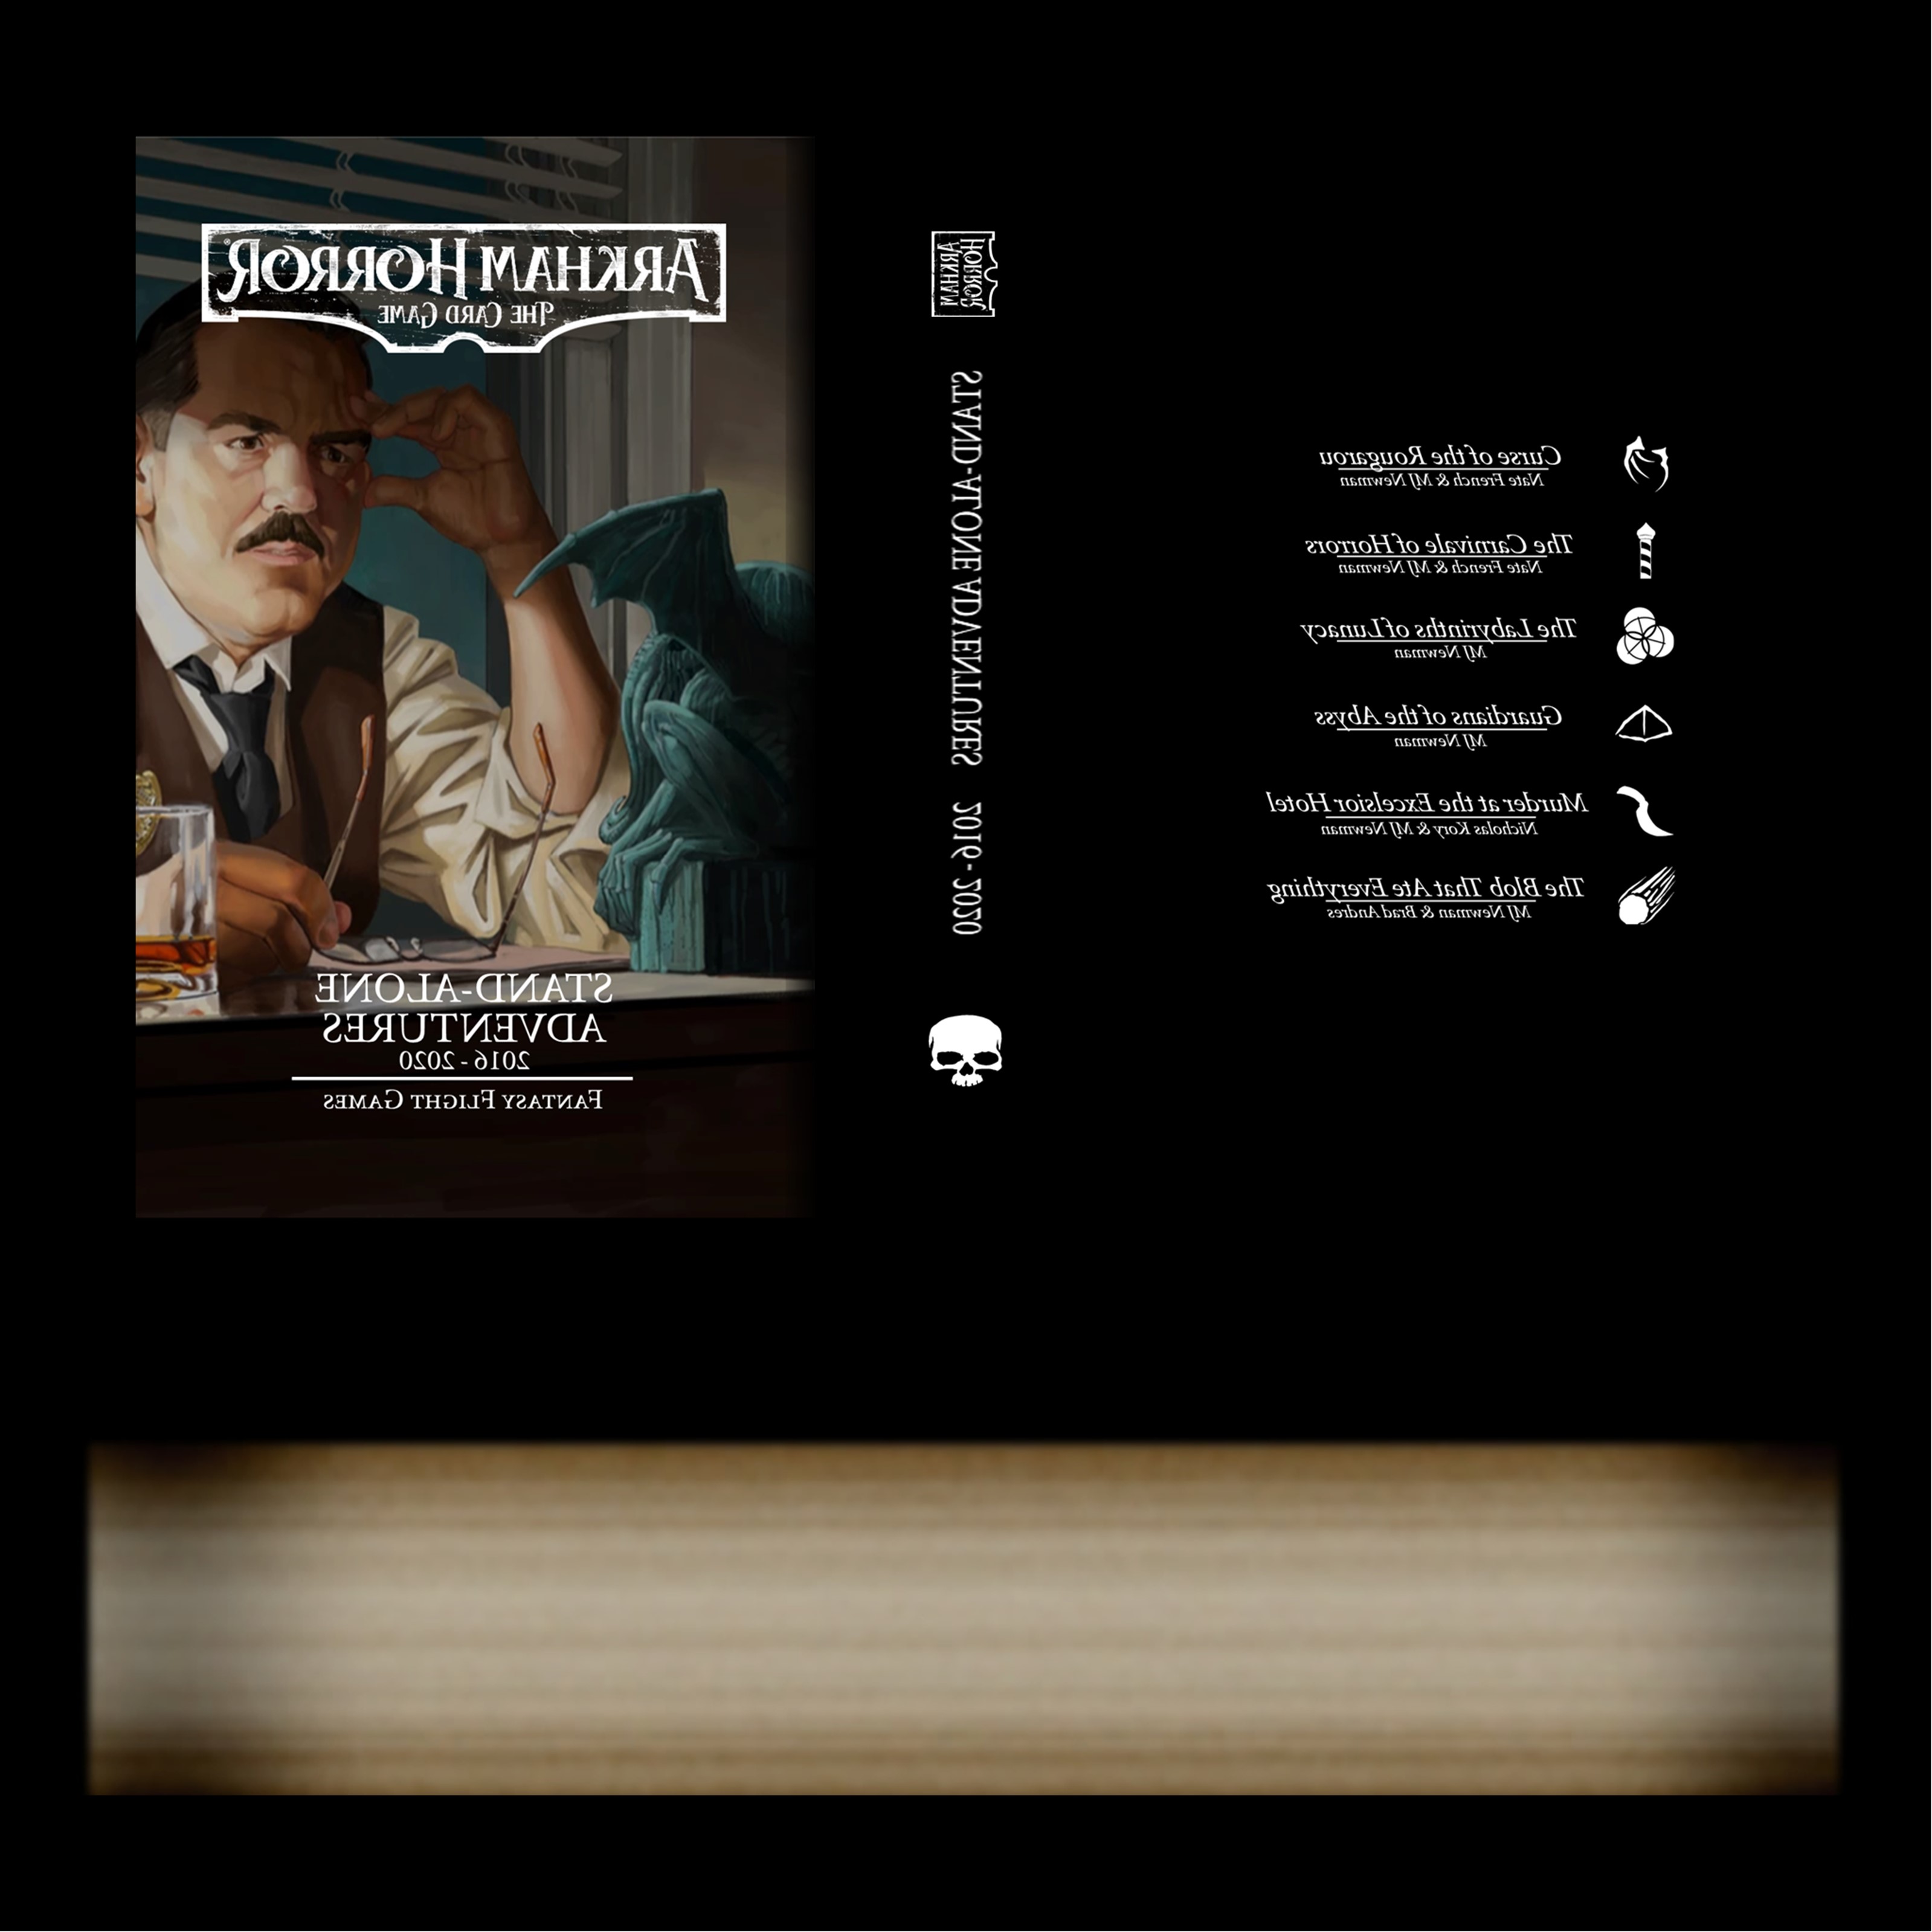 ARKHAM HORROR
THE CARD GAME
STAND-ALONE
ADVENTURES
2016 - 2020
FANTASY FLIGHT GAMES
ARKHAM
HORROR
STAND-ALONE ADVENTURES 2016 - 2020
Curse of the Rougarou
Nate French & MJ Newman
The Carnivale of Horrors
Nate French & MJ Newman
The Labyrinths of Lunacy
MJ Newman
Guardians of the Abyss
MJ Newman
Murder at the Excelsior Hotel
Nicholas Kory & MJ Newman
The Blob That Ate Everything
MJ Newman & Brad Andres